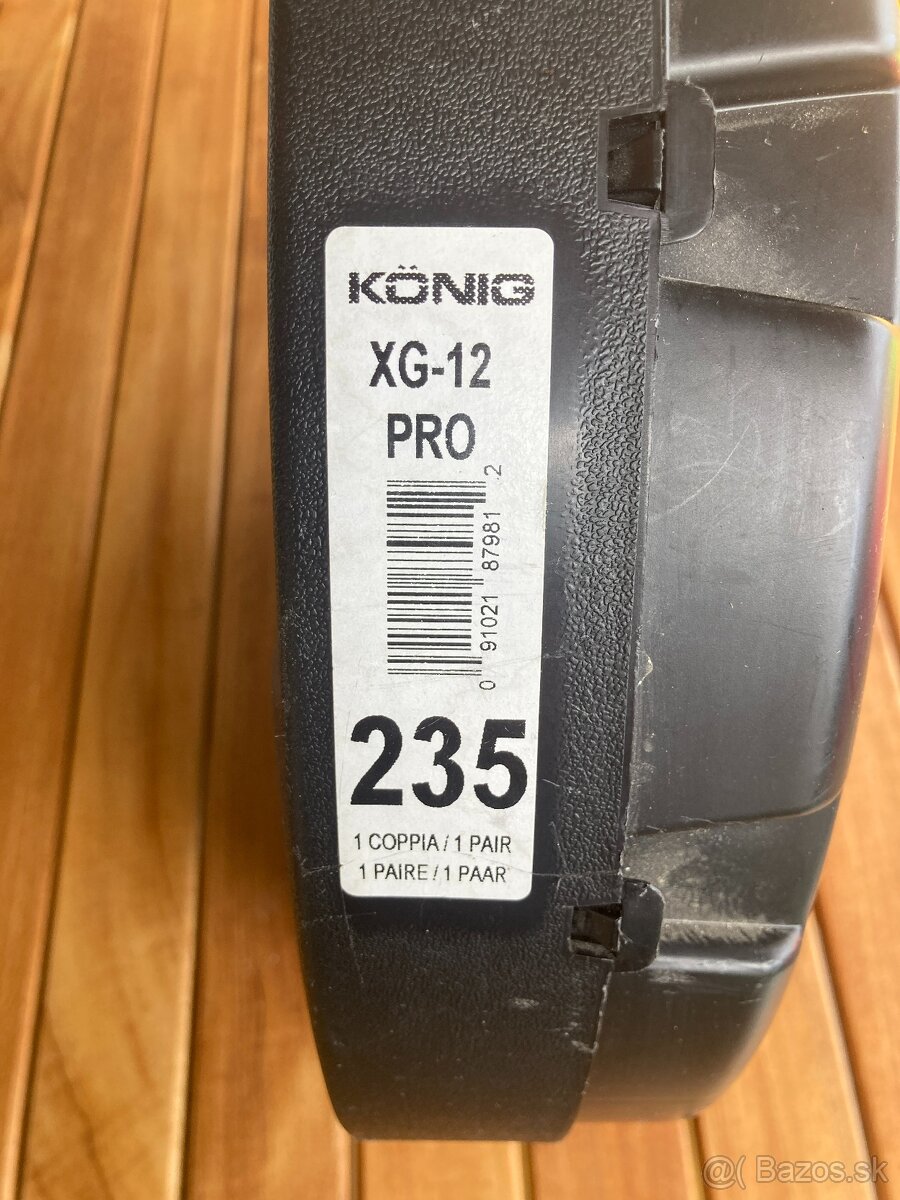 KÖNIG
XG-12
PRO
0 91021 87981 2
235
1 COPPIA / 1 PAIR
1 PAIRE / 1 PAAR
@( Bazos.sk